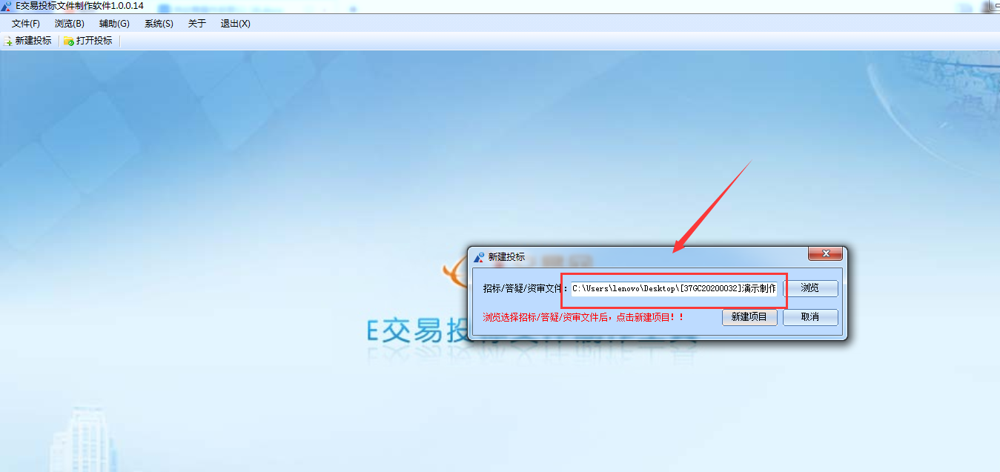 E交易投标文件制作软件1.0.0.14
文件(F) 浏览(B) 辅助(G) 系统(S) 关于 退出(X)
新建投标 打开投标
新建投标
招标/答疑/资审文件: C:\Users\lenovo\Desktop\[37GC20200032]演示制作 浏览
浏览选择招标/答疑/资审文件后，点击新建项目！！ 新建项目 取消
E交易投